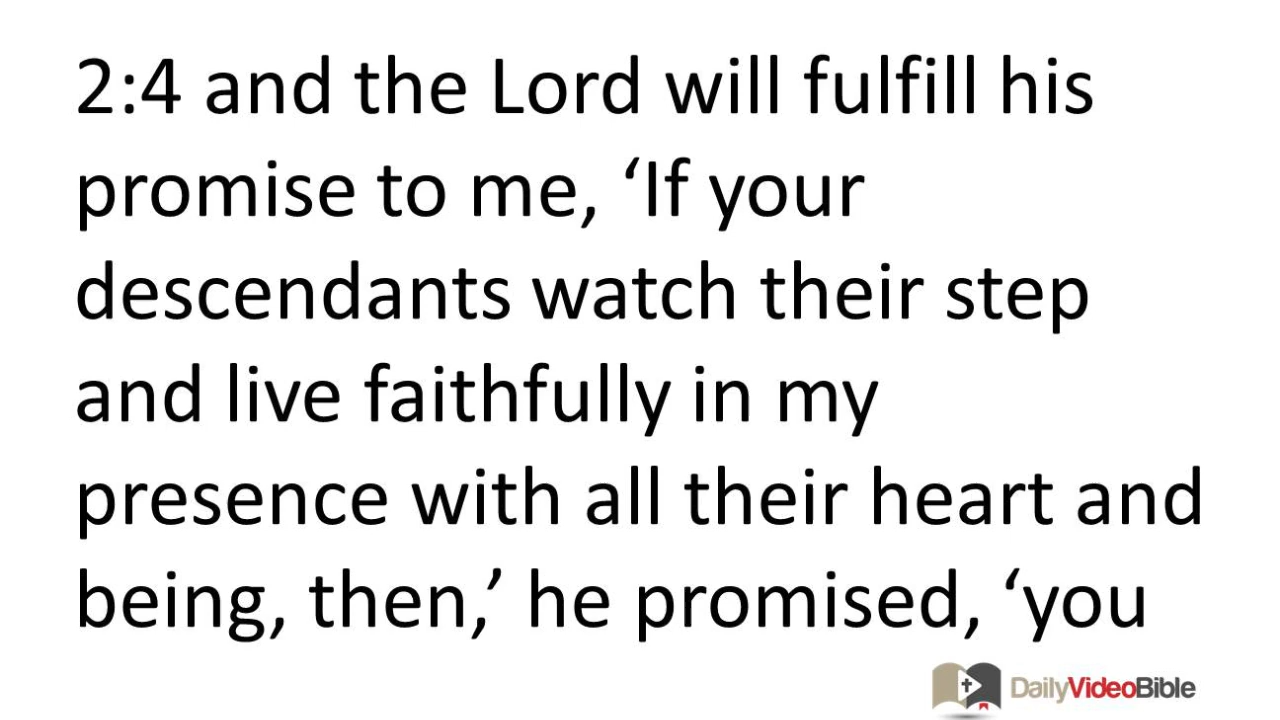 2:4 and the Lord will fulfill his
promise to me, ‘If your
descendants watch their step
and live faithfully in my
presence with all their heart and
being, then,’ he promised, ‘you
DailyVideoBible